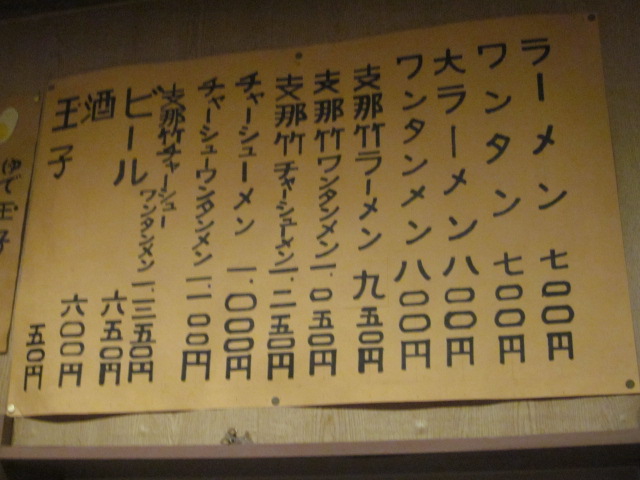 ラーメン 七〇〇円
ワンタン 七〇〇円
大ラーメン 八〇〇円
ワンタンメン 八〇〇円
支那竹ラーメン 九五〇円
支那竹ワンタンメン 一.〇五〇円
支那竹チャーシューメン 一.二五〇円
チャーシューメン 一.〇〇〇円
チャーシューワンタンメン 一.一〇〇円
支那竹チャーシュー
ワンタンメン 一.三五〇円
ビール 六五〇円
酒 六〇〇円
玉子 五〇円
ゆで玉子